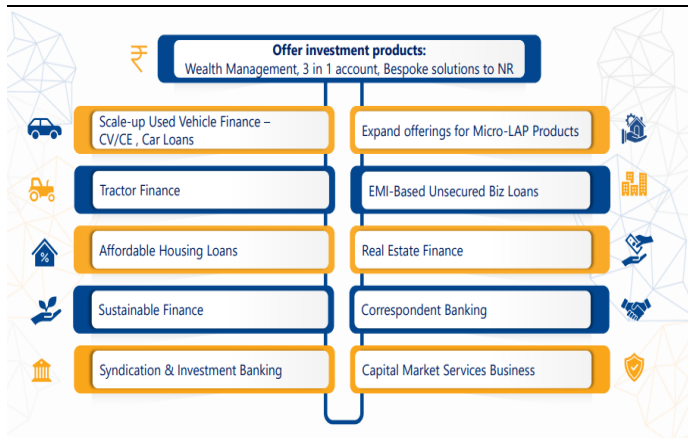 ₹
Offer investment products:
Wealth Management, 3 in 1 account, Bespoke solutions to NR
Scale-up Used Vehicle Finance –
CV/CE , Car Loans
Expand offerings for Micro-LAP Products
Tractor Finance
EMI-Based Unsecured Biz Loans
%
Affordable Housing Loans
Real Estate Finance
Sustainable Finance
Correspondent Banking
Syndication & Investment Banking
Capital Market Services Business